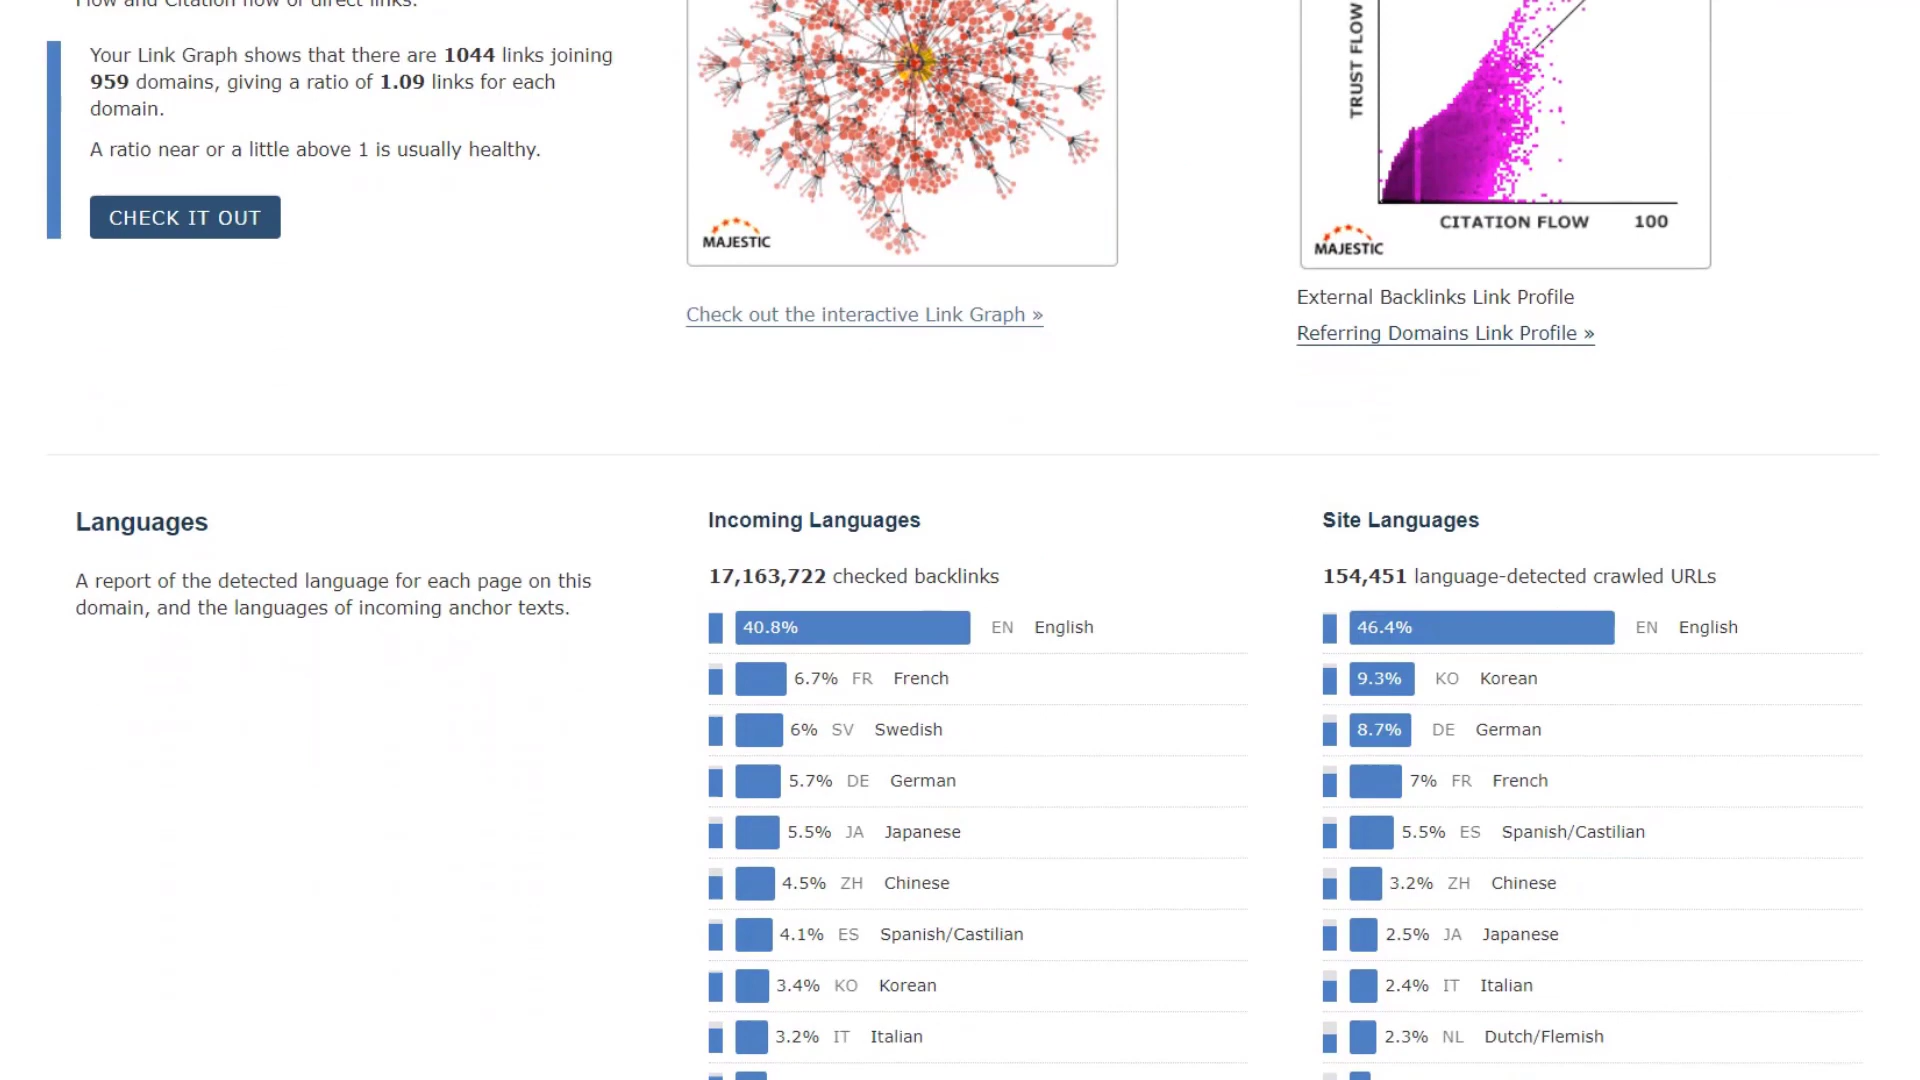 Flow and Citation flow or direct links.
Your Link Graph shows that there are 1044 links joining
959 domains, giving a ratio of 1.09 links for each
domain.
A ratio near or a little above 1 is usually healthy.
CHECK IT OUT
MAJESTIC
Check out the interactive Link Graph »
TRUST FLOW
CITATION FLOW 100
MAJESTIC
External Backlinks Link Profile
Referring Domains Link Profile »
Languages
A report of the detected language for each page on this
domain, and the languages of incoming anchor texts.
Incoming Languages
17,163,722 checked backlinks
40.8% EN English
6.7% FR French
6% SV Swedish
5.7% DE German
5.5% JA Japanese
4.5% ZH Chinese
4.1% ES Spanish/Castilian
3.4% KO Korean
3.2% IT Italian
Site Languages
154,451 language-detected crawled URLs
46.4% EN English
9.3% KO Korean
8.7% DE German
7% FR French
5.5% ES Spanish/Castilian
3.2% ZH Chinese
2.5% JA Japanese
2.4% IT Italian
2.3% NL Dutch/Flemish